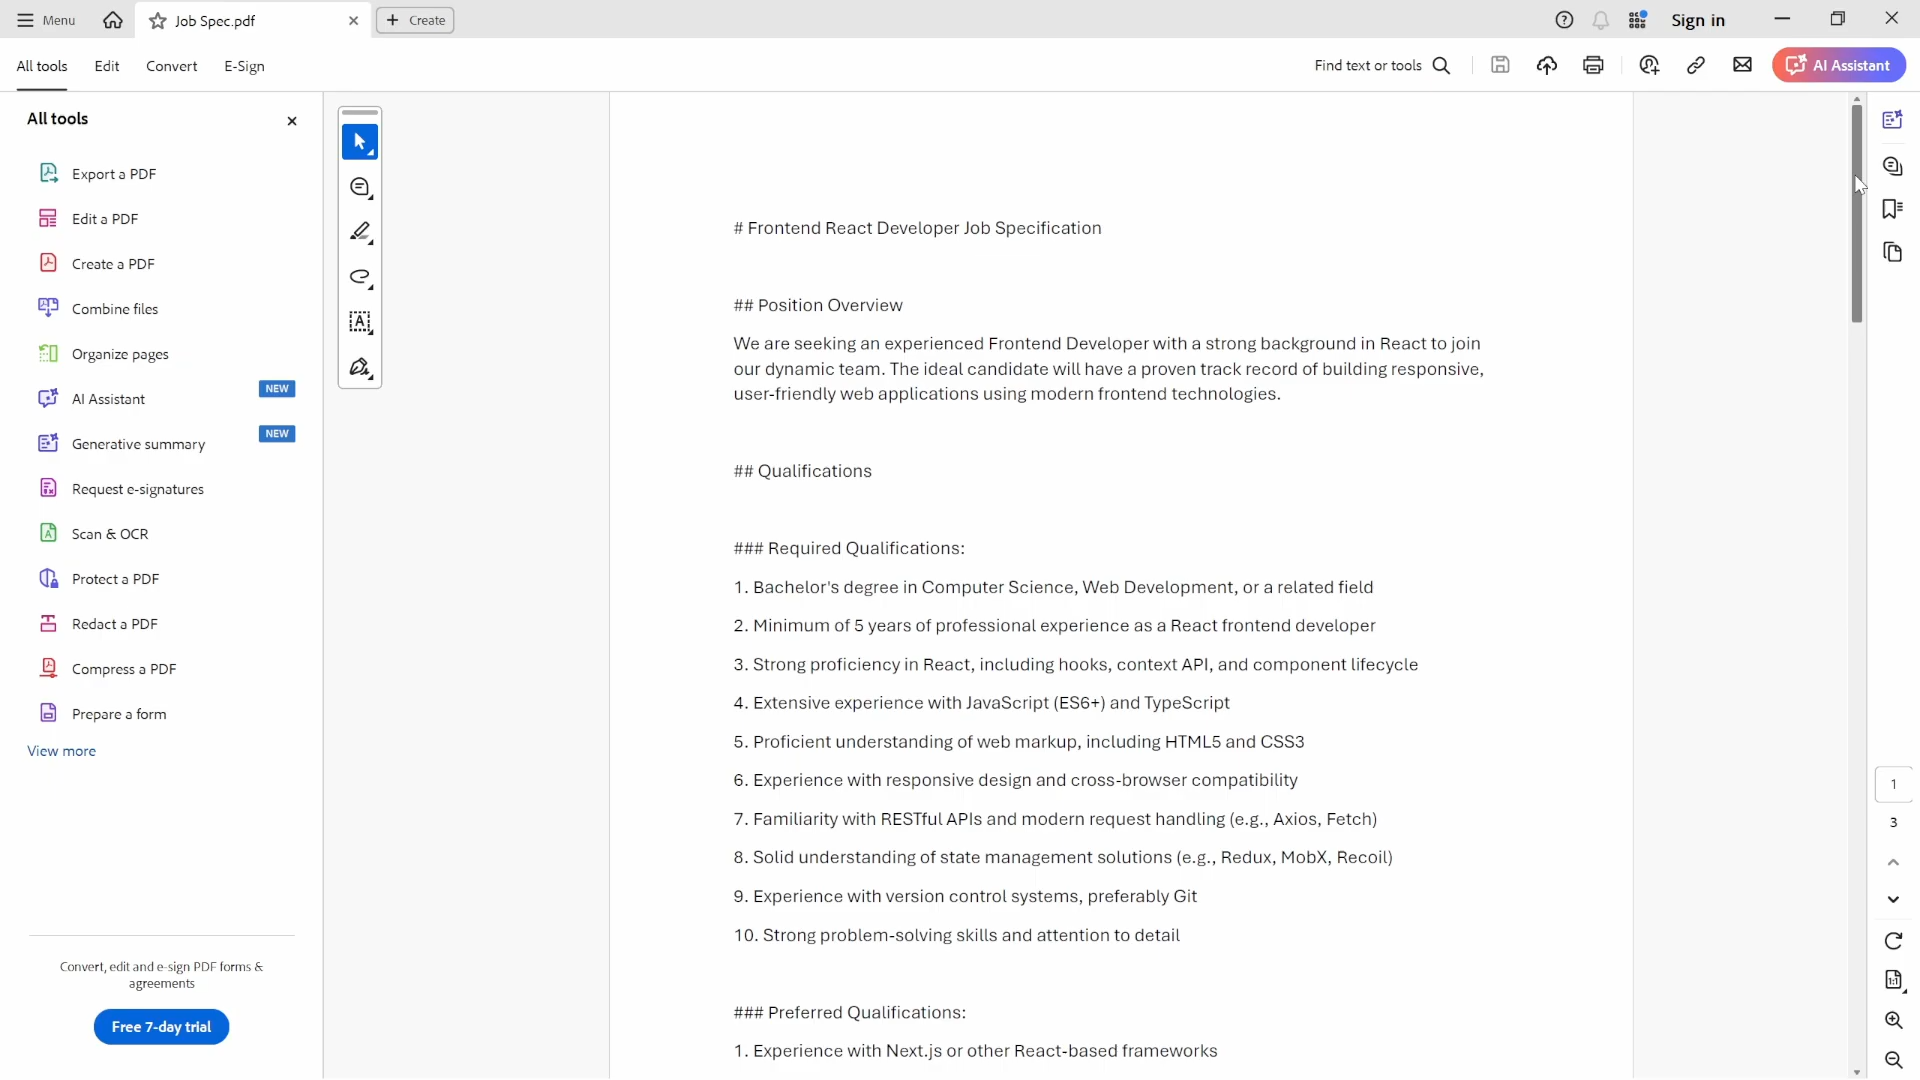 Menu
Job Spec.pdf
Create
Sign in
All tools
Edit
Convert
E-Sign
Find text or tools
AI Assistant
All tools
Export a PDF
Edit a PDF
Create a PDF
Combine files
Organize pages
AI Assistant
NEW
Generative summary
NEW
Request e-signatures
Scan & OCR
Protect a PDF
Redact a PDF
Compress a PDF
Prepare a form
View more
Convert, edit and e-sign PDF forms &
agreements
Free 7-day trial
# Frontend React Developer Job Specification
## Position Overview
We are seeking an experienced Frontend Developer with a strong background in React to join
our dynamic team. The ideal candidate will have a proven track record of building responsive,
user-friendly web applications using modern frontend technologies.
## Qualifications
### Required Qualifications:
1. Bachelor's degree in Computer Science, Web Development, or a related field
2. Minimum of 5 years of professional experience as a React frontend developer
3. Strong proficiency in React, including hooks, context API, and component lifecycle
4. Extensive experience with JavaScript (ES6+) and TypeScript
5. Proficient understanding of web markup, including HTML5 and CSS3
6. Experience with responsive design and cross-browser compatibility
7. Familiarity with RESTful APIs and modern request handling (e.g., Axios, Fetch)
8. Solid understanding of state management solutions (e.g., Redux, MobX, Recoil)
9. Experience with version control systems, preferably Git
10. Strong problem-solving skills and attention to detail
### Preferred Qualifications:
1. Experience with Next.js or other React-based frameworks
1
3